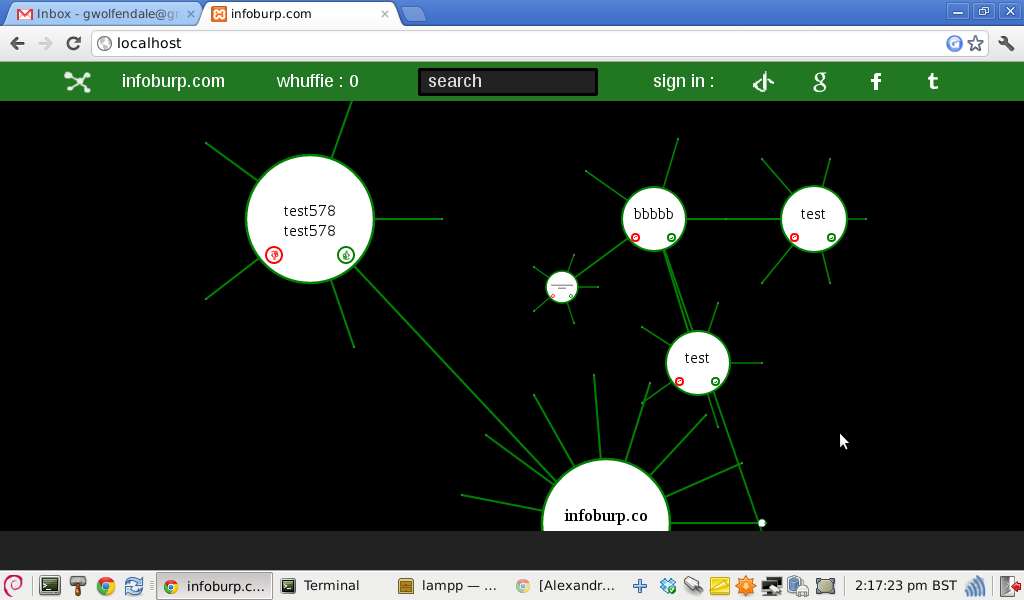 Inbox - gwolfendale@gr
infoburp.com
localhost
infoburp.com
whuffie : 0
search
sign in :
g
f
t
test578
test578
bbbbb
test
test
infoburp.co
infoburp.c...
Terminal
lampp — ...
[Alexandr...
2:17:23 pm BST